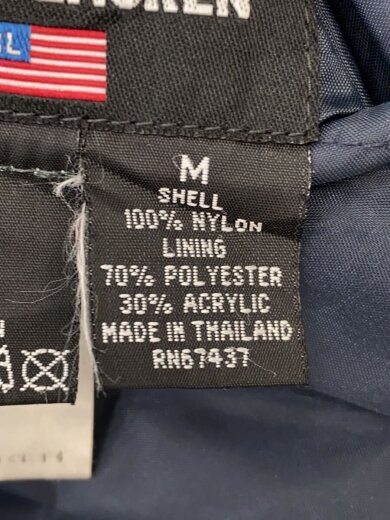 M
SHELL
100% NYLON
LINING
70% POLYESTER
30% ACRYLIC
MADE IN THAILAND
RN67437